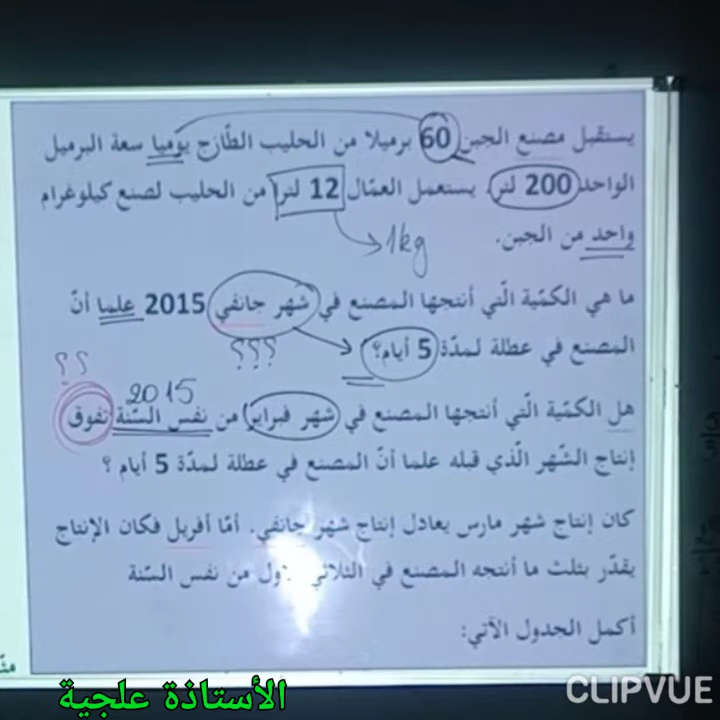 يستقبل مصنع الجبن 60 برميلا من الحليب الطّازج يوميا سعة البرميل
الواحد 200 لتر. يستعمل العمّال 12 لترا من الحليب لصنع كيلوغرام
واحد من الجبن.
1kg
ما هي الكمّية الّتي أنتجها المصنع في شهر جانفي 2015 علما أنّ
المصنع في عطلة لمدّة 5 أيام؟
؟؟؟
؟؟
2015
هل الكمّية الّتي أنتجها المصنع في شهر فبراير من نفس السّنة تفوق
إنتاج الشّهر الّذي قبله علما أنّ المصنع في عطلة لمدّة 5 أيام ؟
كان إنتاج شهر مارس يعادل إنتاج شهر جانفي. أمّا أفريل فكان الإنتاج
يقدّر بثلث ما أنتجه المصنع في الثلاثي من نفس السّنة
أكمل الجدول الآتي:
الأستاذة علجية
CLIPVUE